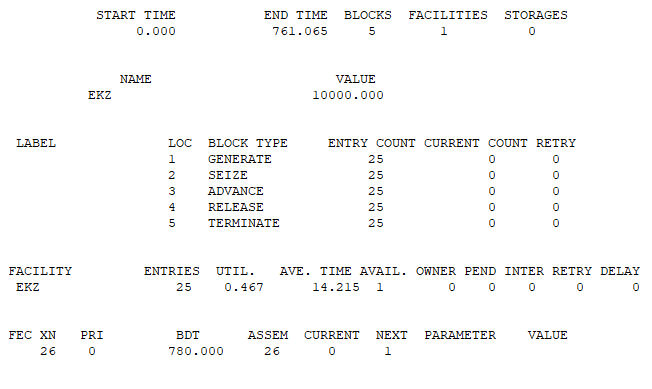 START TIME END TIME BLOCKS FACILITIES STORAGES
0.000 761.065 5 1 0
NAME VALUE
EKZ 10000.000
LABEL LOC BLOCK TYPE ENTRY COUNT CURRENT COUNT RETRY
1 GENERATE 25 0 0
2 SEIZE 25 0 0
3 ADVANCE 25 0 0
4 RELEASE 25 0 0
5 TERMINATE 25 0 0
FACILITY ENTRIES UTIL. AVE. TIME AVAIL. OWNER PEND INTER RETRY DELAY
EKZ 25 0.467 14.215 1 0 0 0 0 0
FEC XN PRI BDT ASSEM CURRENT NEXT PARAMETER VALUE
26 0 780.000 26 0 1